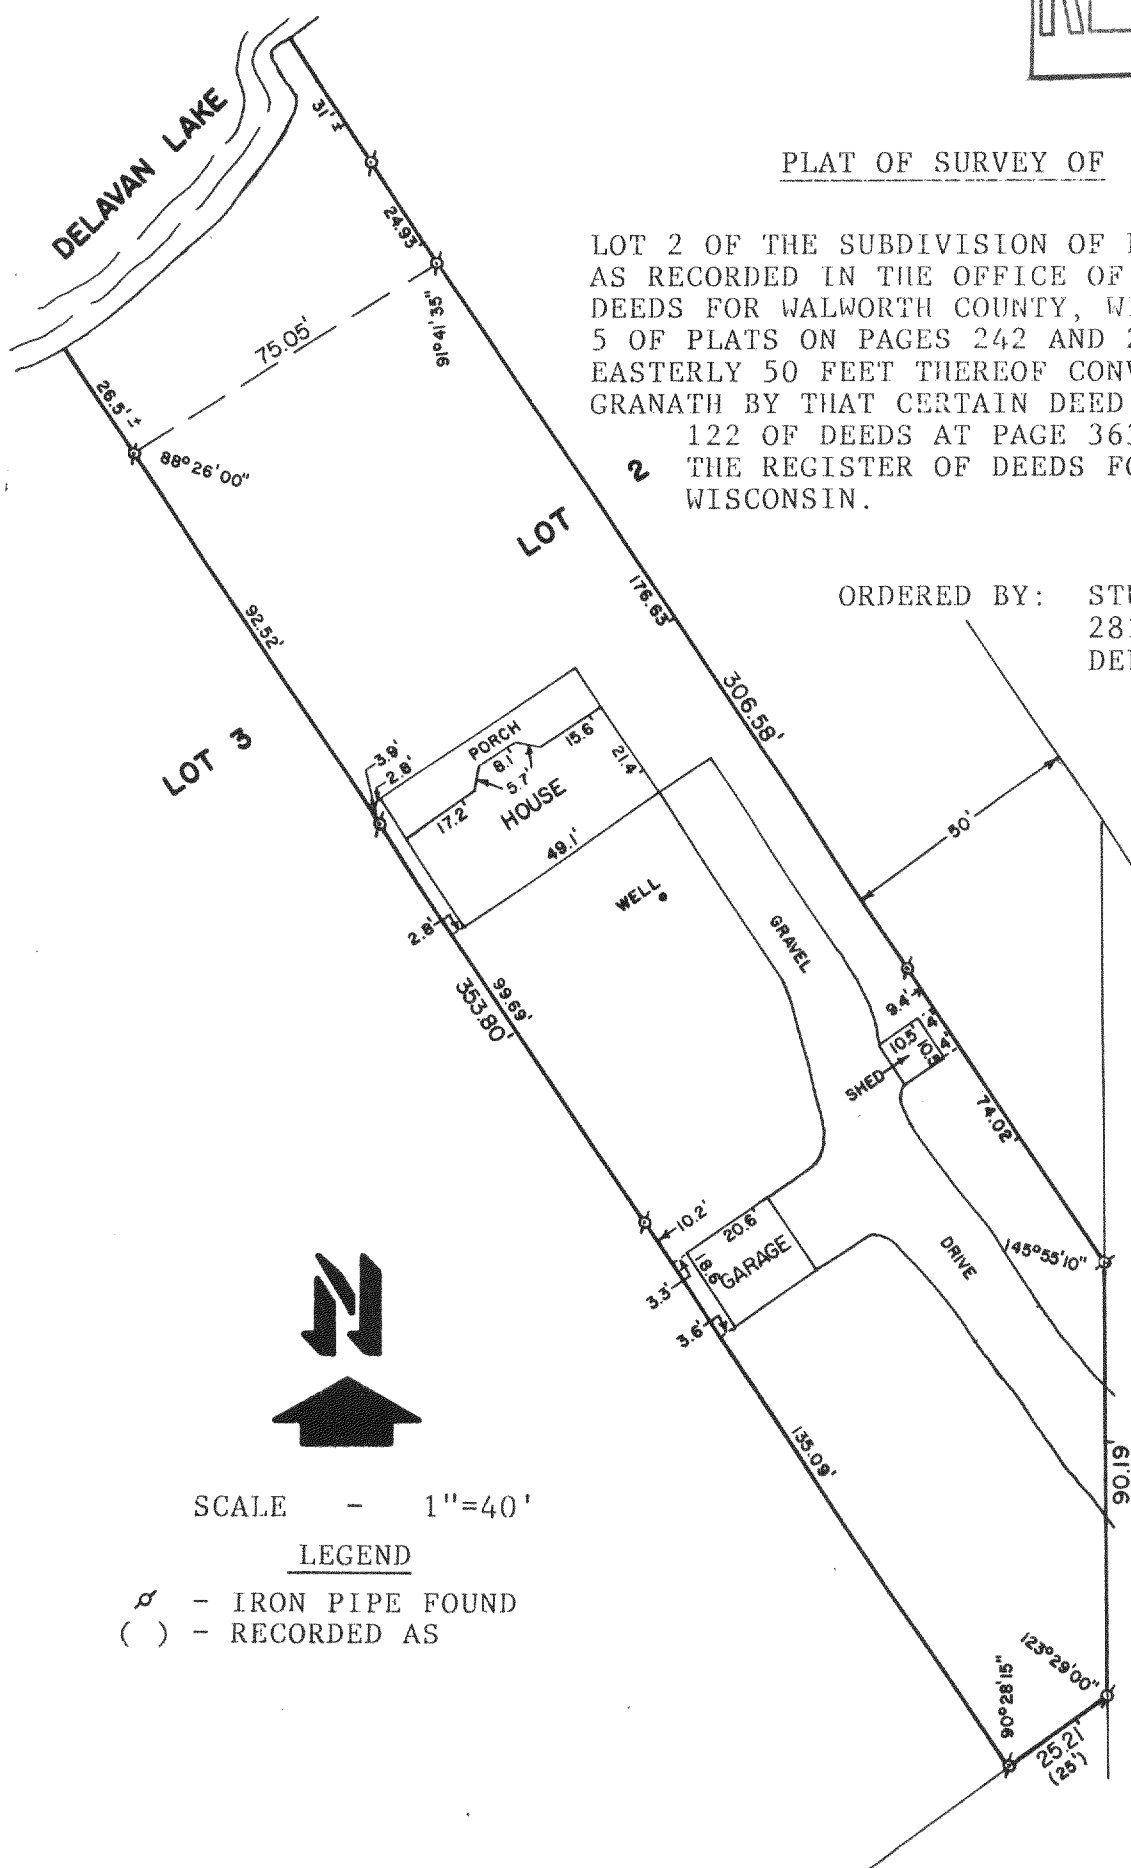 PLAT OF SURVEY OF
LOT 2 OF THE SUBDIVISION OF
AS RECORDED IN THE OFFICE OF
DEEDS FOR WALWORTH COUNTY,
5 OF PLATS ON PAGES 242 AND
EASTERLY 50 FEET THEREOF
GRANATH BY THAT CERTAIN DEED
122 OF DEEDS AT PAGE 363
THE REGISTER OF DEEDS
WISCONSIN.
ORDERED BY:
DELAVAN LAKE
31'±
24.93'
91°41'35"
75.05'
26.5'±
88°26'00"
LOT 2
92.52'
176.63'
306.58'
LOT 3
3.9'
2.8'
PORCH
8.1'
15.6'
5.7'
17.2'
HOUSE
21.4'
49.1'
50'
WELL
2.8'
GRAVEL
99.69'
353.80'
9.4'
10.5'
10.5'
4'
4'
SHED
74.02'
10.2'
20.6'
18.6'
GARAGE
3.3'
3.6'
DRIVE
145°55'10"
135.09'
90.19'
N
SCALE - 1"=40'
LEGEND
- IRON PIPE FOUND
( ) - RECORDED AS
123°29'00"
90°28'15"
25.21'
(25')